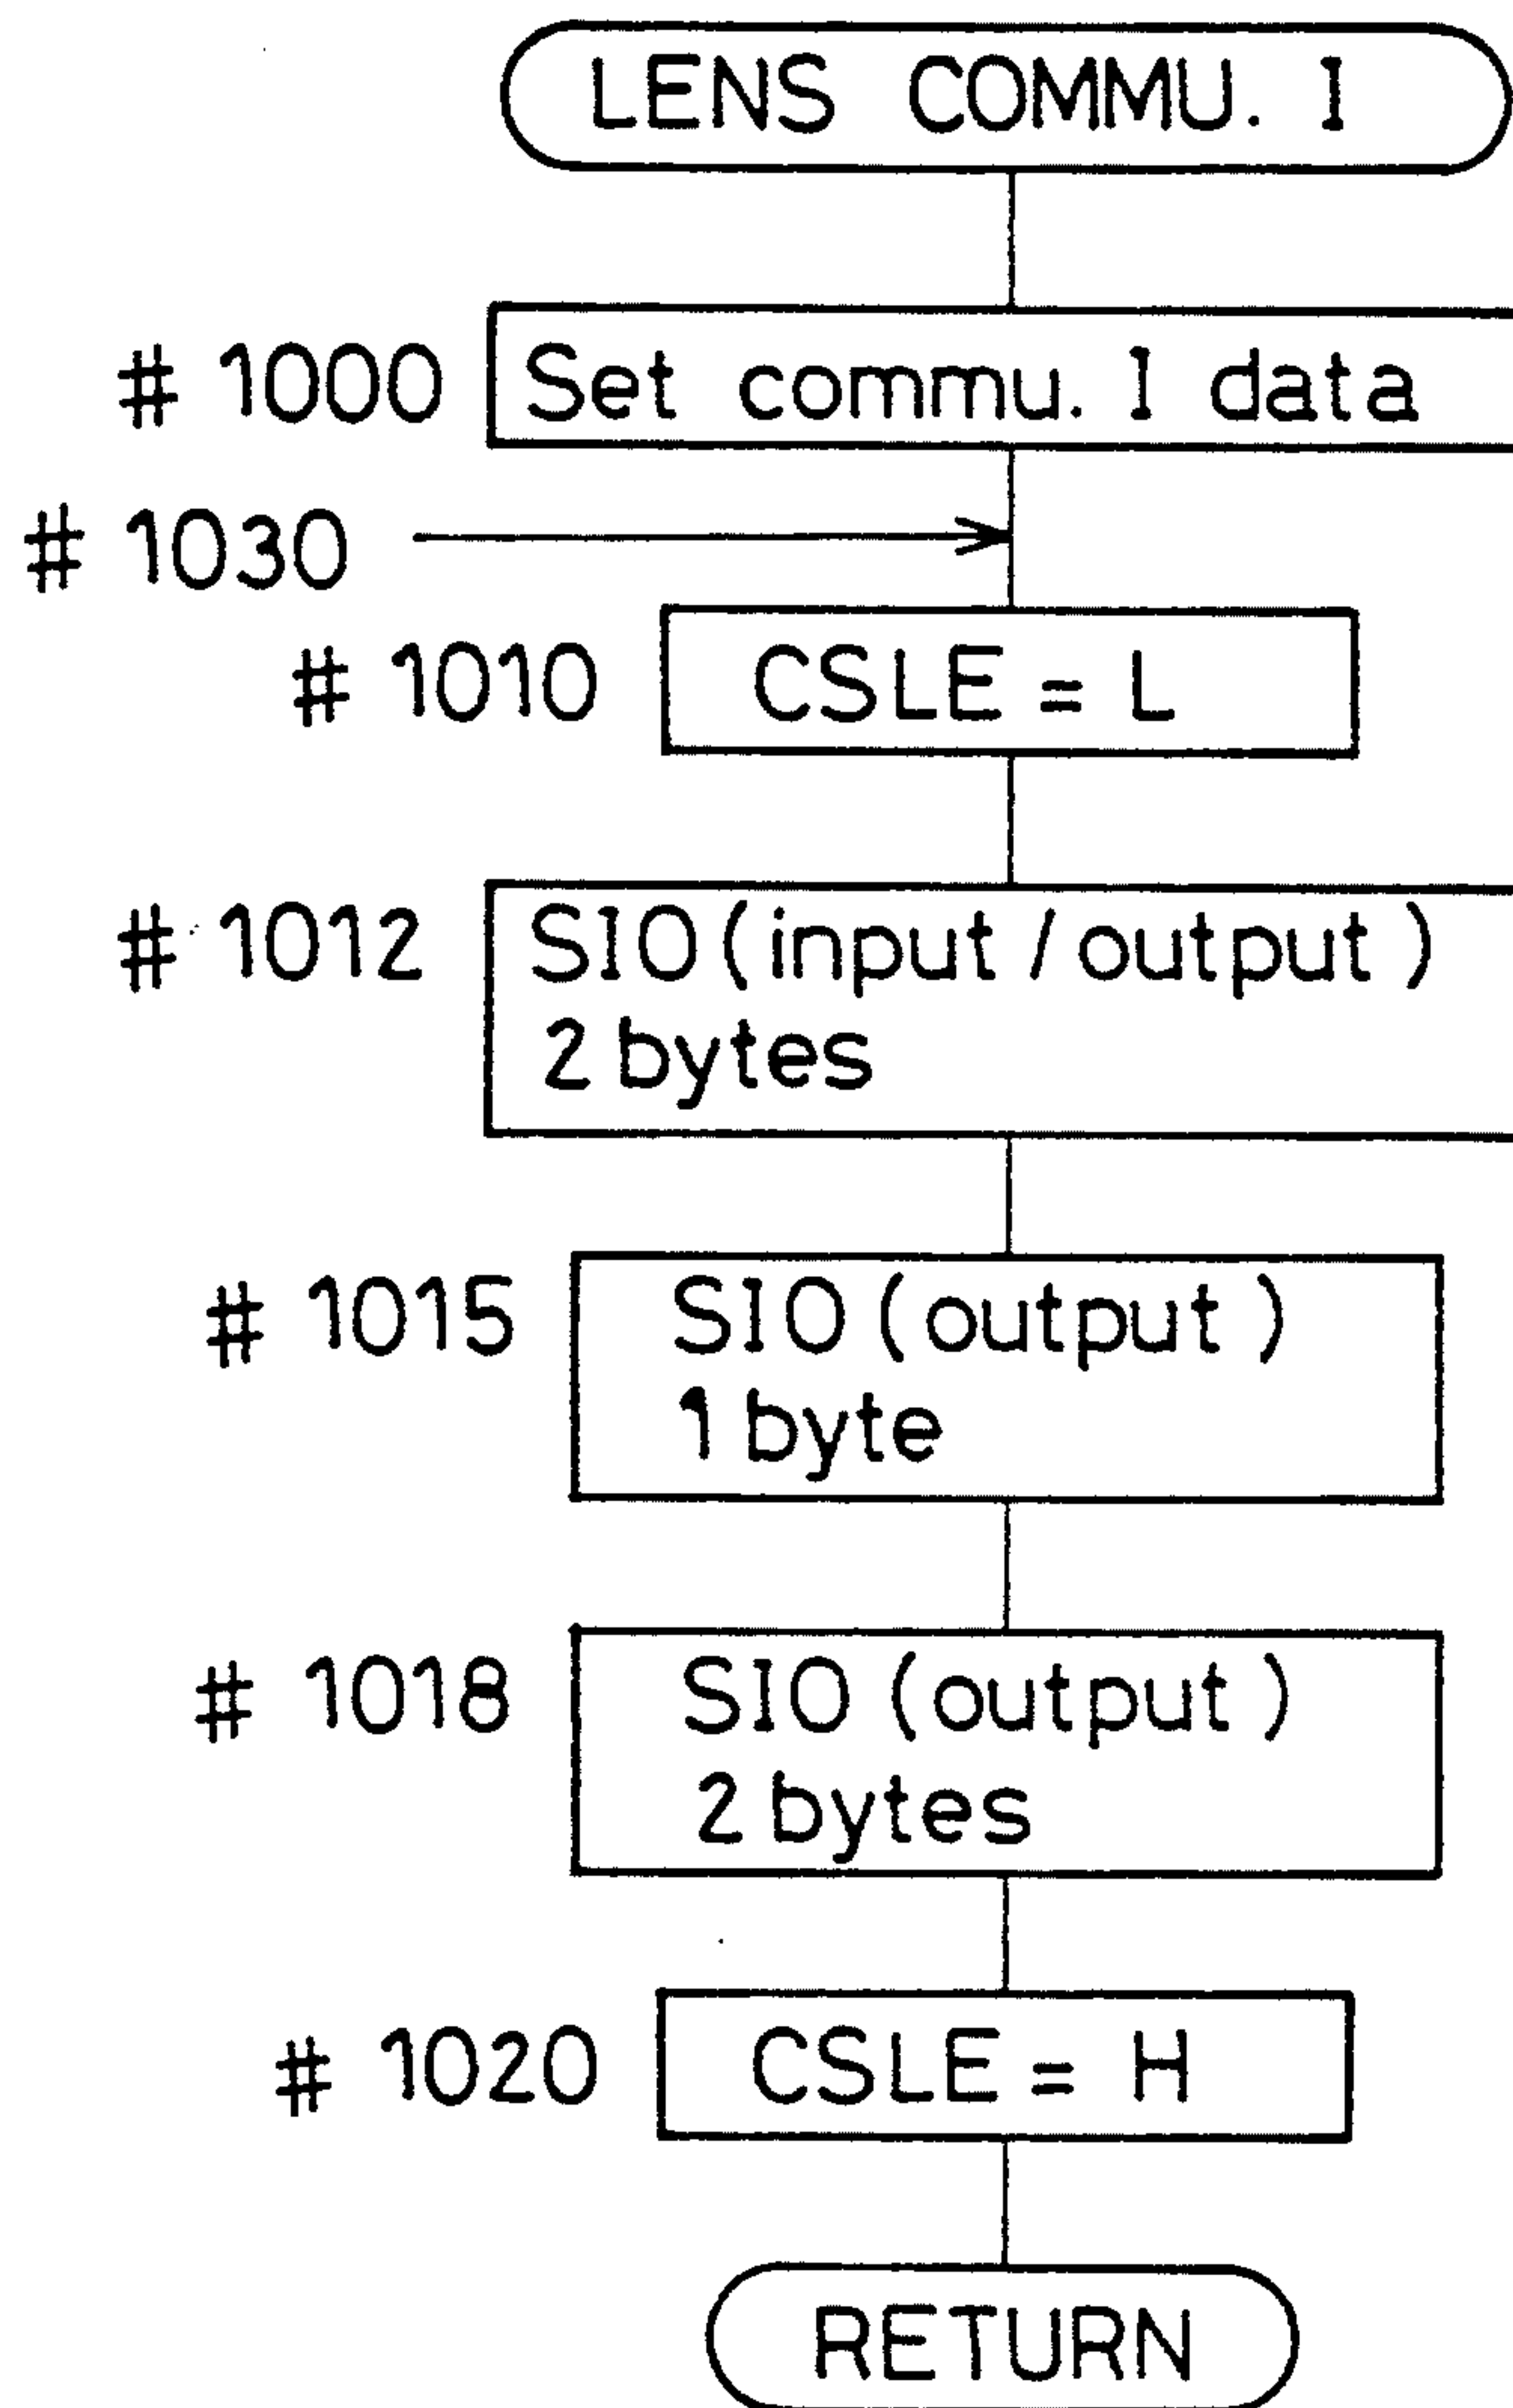 LENS COMMU. I
# 1000 Set commu. I data
# 1030
# 1010 CSLE = L
# 1012 SIO (input / output)
2 bytes
# 1015 SIO (output)
1 byte
# 1018 SIO (output)
2 bytes
# 1020 CSLE = H
RETURN